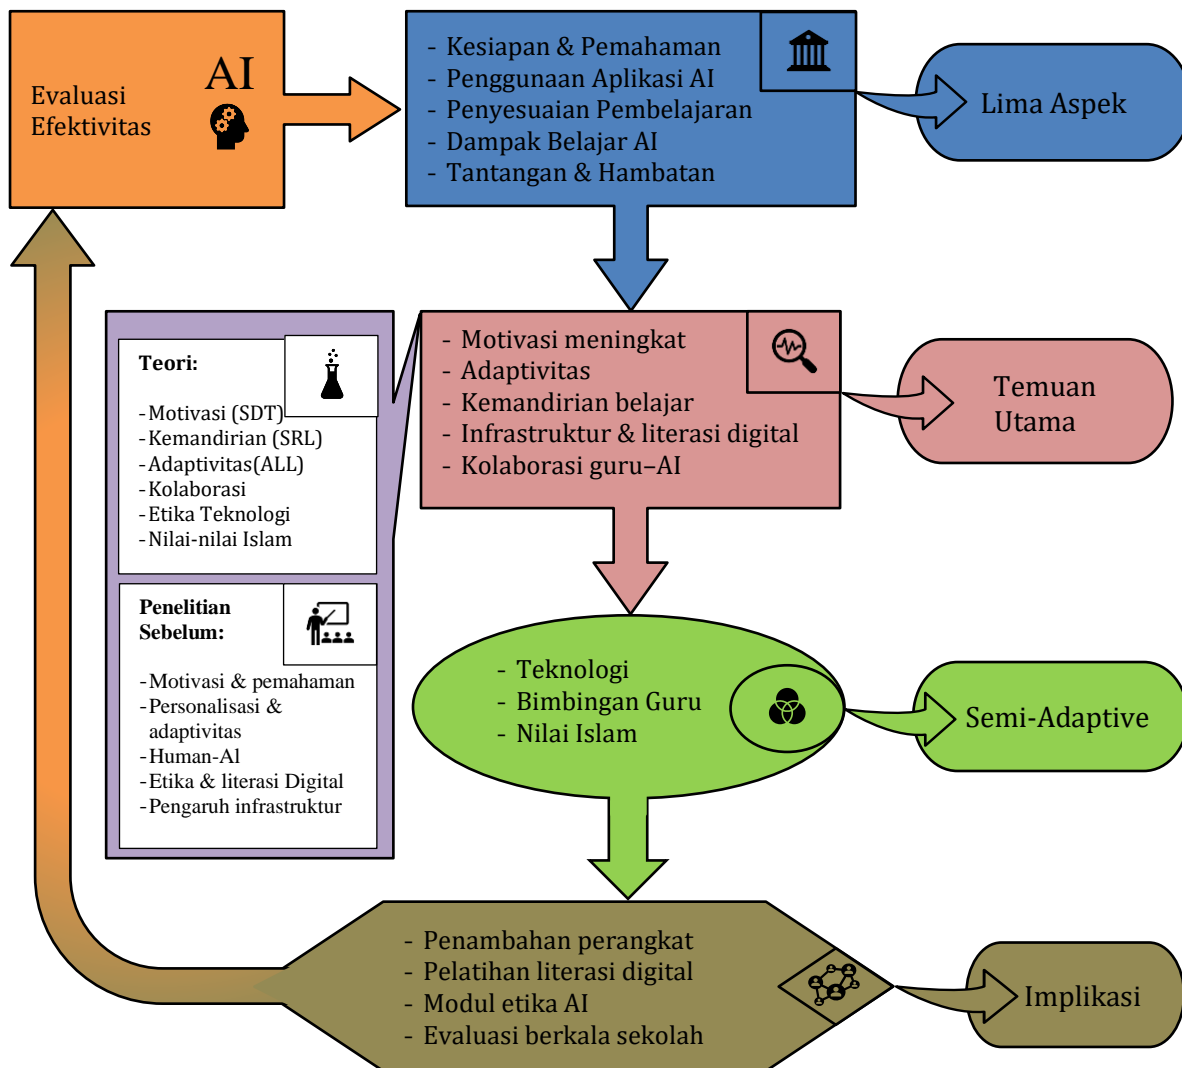 Evaluasi
Efektivitas
AI
- Kesiapan & Pemahaman
- Penggunaan Aplikasi AI
- Penyesuaian Pembelajaran
- Dampak Belajar AI
- Tantangan & Hambatan
Lima Aspek
Teori:
-Motivasi (SDT)
-Kemandirian (SRL)
-Adaptivitas(ALL)
-Kolaborasi
-Etika Teknologi
-Nilai-nilai Islam
Penelitian
Sebelum:
-Motivasi & pemahaman
-Personalisasi &
adaptivitas
-Human-Al
-Etika & literasi Digital
-Pengaruh infrastruktur
- Motivasi meningkat
- Adaptivitas
- Kemandirian belajar
- Infrastruktur & literasi digital
- Kolaborasi guru–AI
Temuan
Utama
- Teknologi
- Bimbingan Guru
- Nilai Islam
Semi-Adaptive
- Penambahan perangkat
- Pelatihan literasi digital
- Modul etika AI
- Evaluasi berkala sekolah
Implikasi